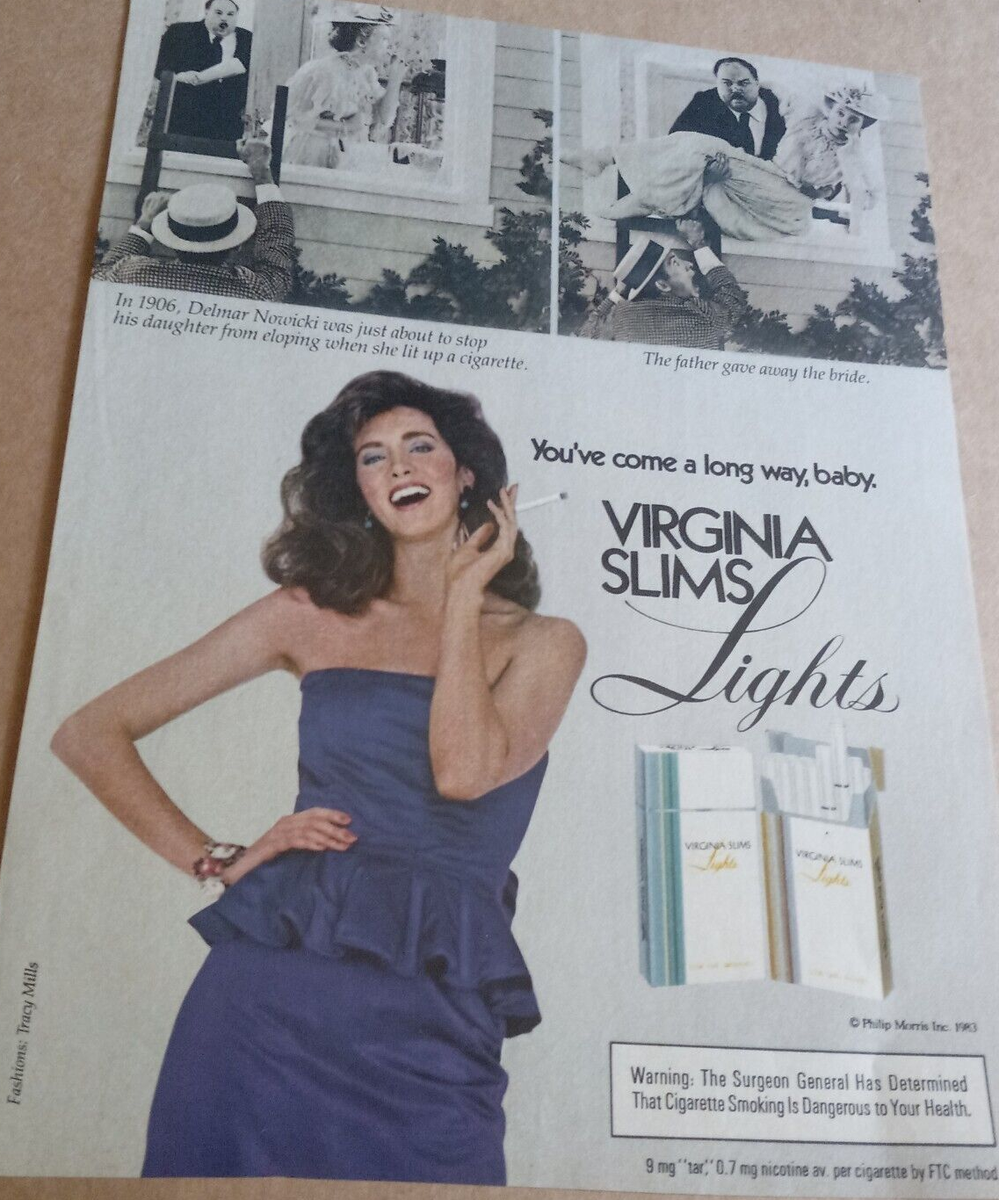 In 1906, Delmar Nowicki was just about to stop
his daughter from eloping when she lit up a cigarette.
The father gave away the bride.
You've come a long way, baby.
VIRGINIA
SLIMS
Lights
VIRGINIA SLIMS
Lights
VIRGINIA SLIMS
Lights
Fashions: Tracy Mills
© Philip Morris Inc. 1983
Warning: The Surgeon General Has Determined
That Cigarette Smoking Is Dangerous to Your Health.
9 mg "tar," 0.7 mg nicotine av. per cigarette by FTC method